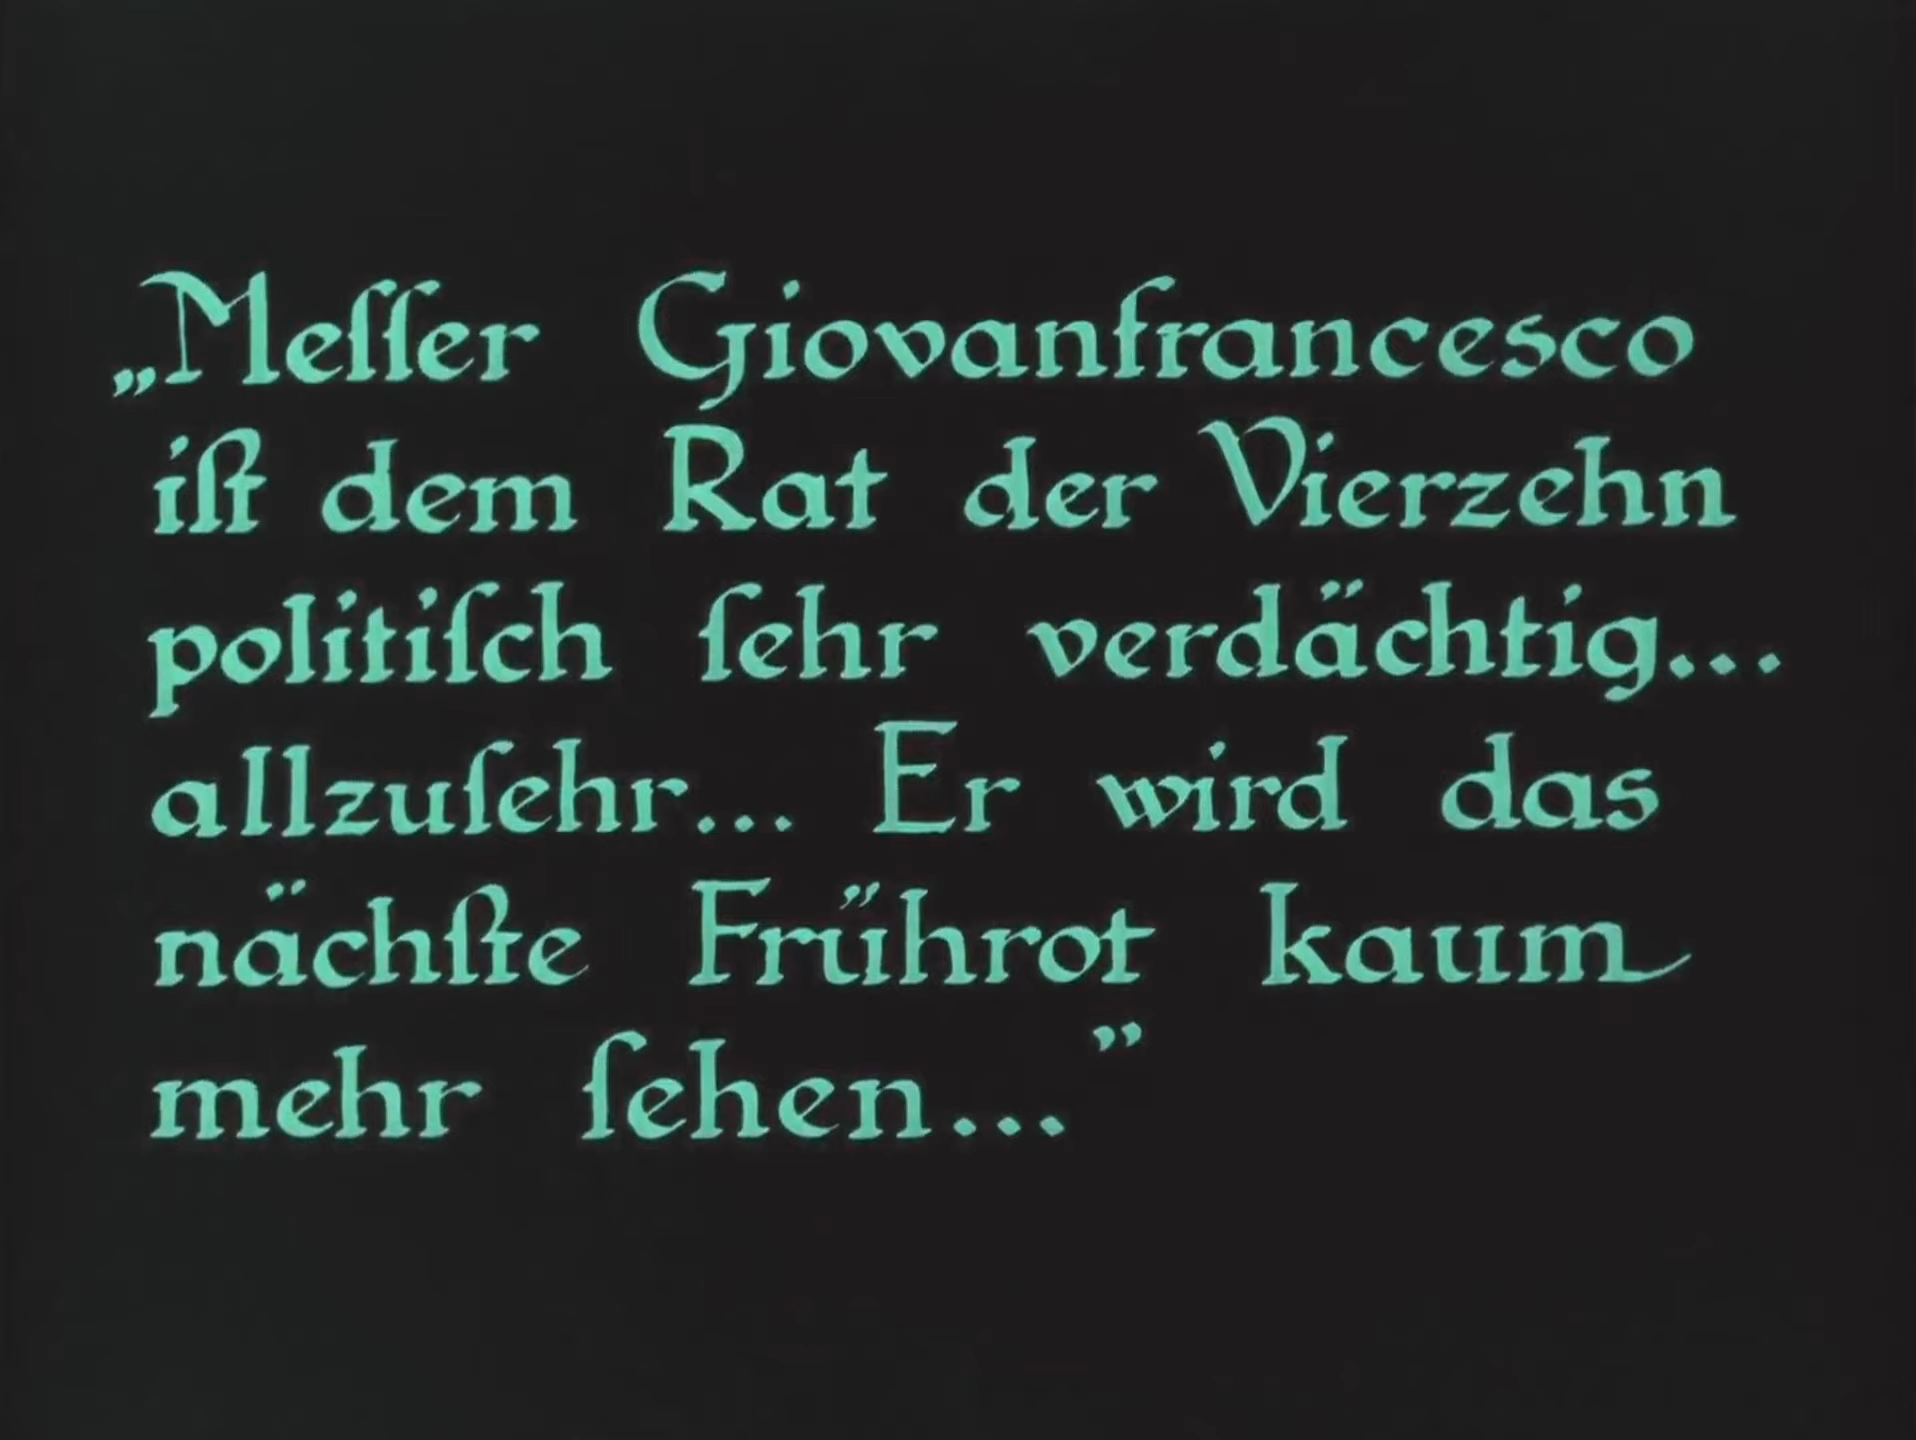 „Meſſer Giovanfrancesco
iſt dem Rat der Vierzehn
politiſch ſehr verdächtig...
allzuſehr... Er wird das
nächſte Frührot kaum
mehr ſehen...”